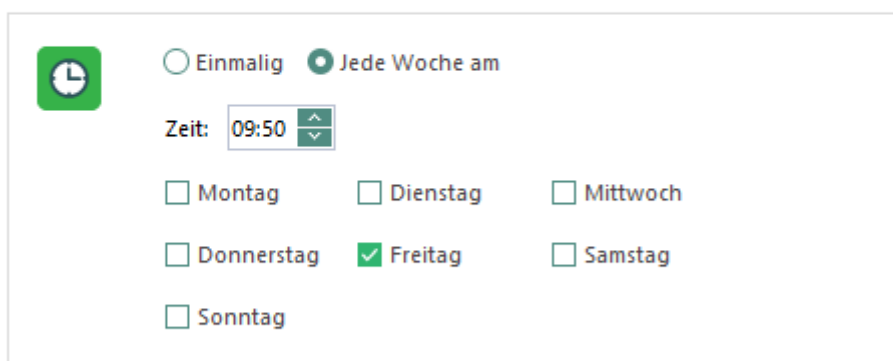 Einmalig Jede Woche am
Zeit: 09:50
Montag Dienstag Mittwoch
Donnerstag Freitag Samstag
Sonntag